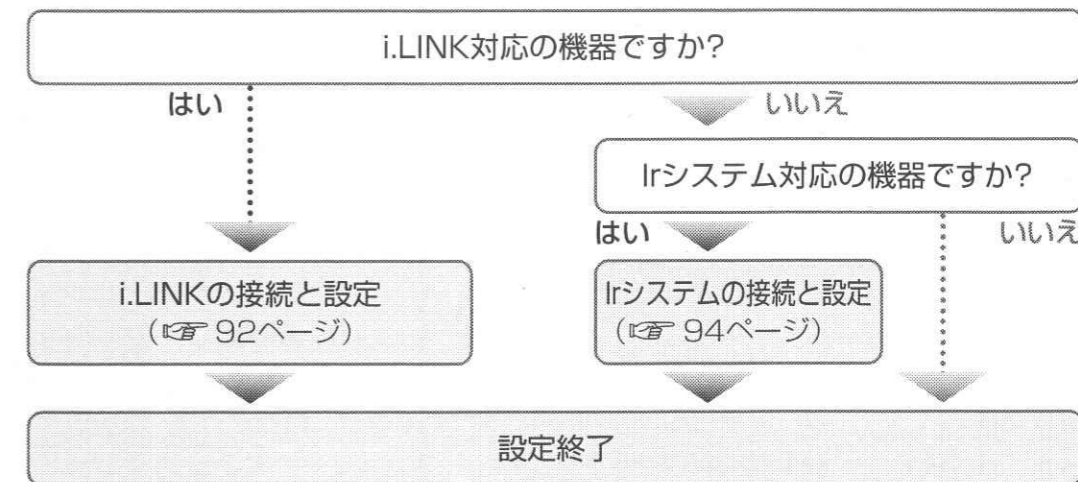 i.LINK対応の機器ですか?
はい
いいえ
Irシステム対応の機器ですか?
はい
いいえ
i.LINKの接続と設定
(☞ 92ページ)
Irシステムの接続と設定
(☞ 94ページ)
設定終了